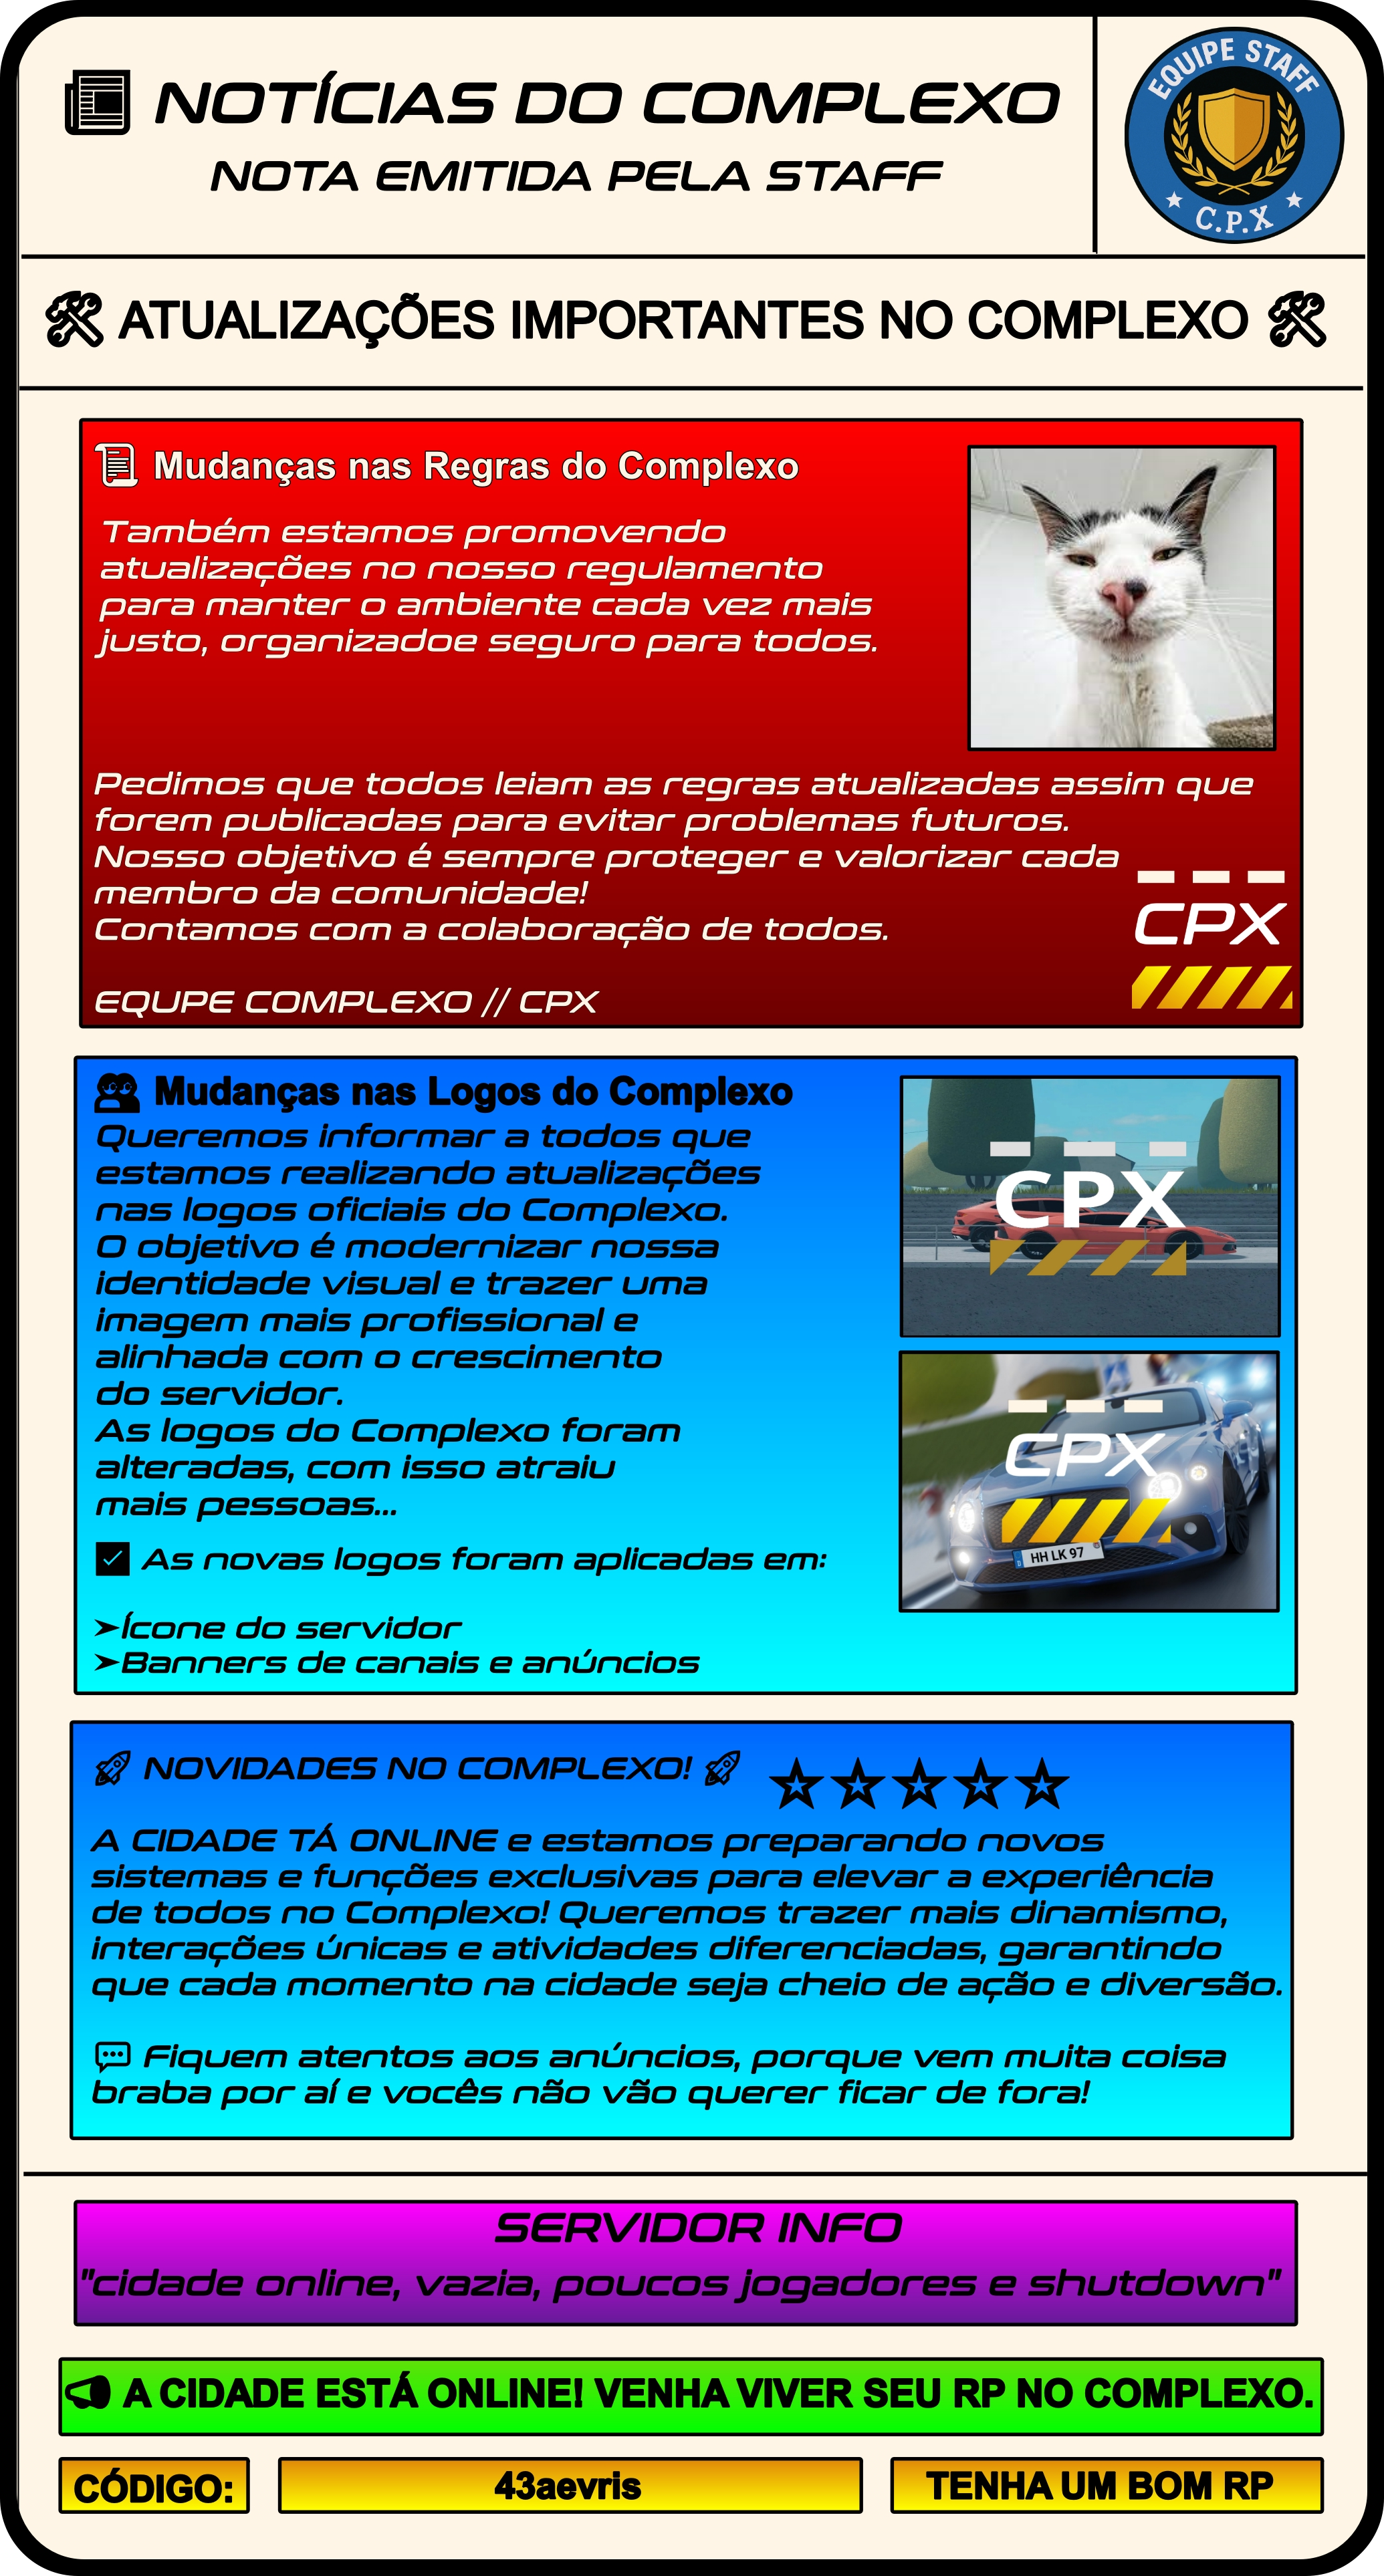 NOTÍCIAS DO COMPLEXO
NOTA EMITIDA PELA STAFF
EQUIPE STAFF
C.P.X
ATUALIZAÇÕES IMPORTANTES NO COMPLEXO
Mudanças nas Regras do Complexo
Também estamos promovendo
atualizações no nosso regulamento
para manter o ambiente cada vez mais
justo, organizadoe seguro para todos.
Pedimos que todos leiam as regras atualizadas assim que
forem publicadas para evitar problemas futuros.
Nosso objetivo é sempre proteger e valorizar cada
membro da comunidade!
Contamos com a colaboração de todos.
EQUPE COMPLEXO // CPX
CPX
Mudanças nas Logos do Complexo
Queremos informar a todos que
estamos realizando atualizações
nas logos oficiais do Complexo.
O objetivo é modernizar nossa
identidade visual e trazer uma
imagem mais profissional e
alinhada com o crescimento
do servidor.
As logos do Complexo foram
alteradas, com isso atraiu
mais pessoas...
✅ As novas logos foram aplicadas em:
➢Ícone do servidor
➢Banners de canais e anúncios
CPX
CPX
HH LK 97
NOVIDADES NO COMPLEXO!
A CIDADE TÁ ONLINE e estamos preparando novos
sistemas e funções exclusivas para elevar a experiência
de todos no Complexo! Queremos trazer mais dinamismo,
interações únicas e atividades diferenciadas, garantindo
que cada momento na cidade seja cheio de ação e diversão.
Fiquem atentos aos anúncios, porque vem muita coisa
braba por aí e vocês não vão querer ficar de fora!
SERVIDOR INFO
"cidade online, vazia, poucos jogadores e shutdown"
A CIDADE ESTÁ ONLINE! VENHA VIVER SEU RP NO COMPLEXO.
CÓDIGO:
43aevris
TENHA UM BOM RP